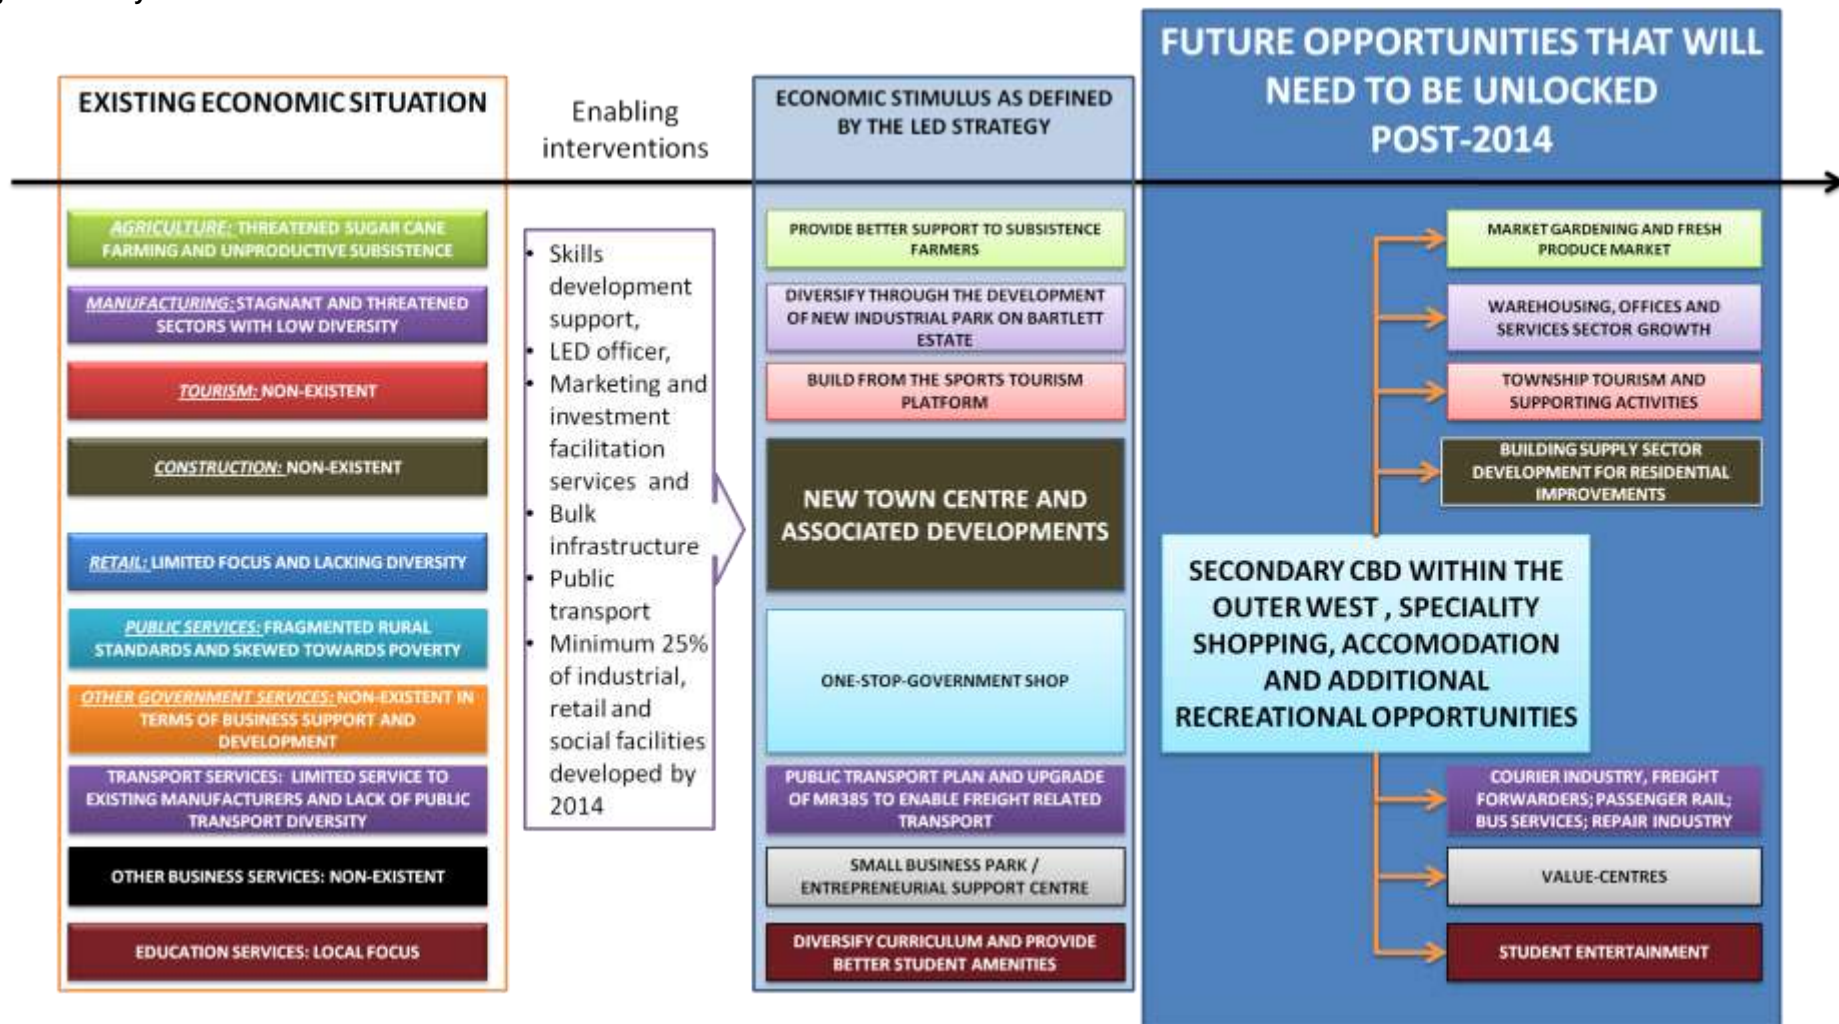 EXISTING ECONOMIC SITUATION
AGRICULTURE: THREATENED SUGAR CANE
FARMING AND UNPRODUCTIVE SUBSISTENCE
MANUFACTURING: STAGNANT AND THREATENED
SECTORS WITH LOW DIVERSITY
TOURISM: NON-EXISTENT
CONSTRUCTION: NON-EXISTENT
RETAIL: LIMITED FOCUS AND LACKING DIVERSITY
PUBLIC SERVICES: FRAGMENTED RURAL
STANDARDS AND SKEWED TOWARDS POVERTY
OTHER GOVERNMENT SERVICES: NON-EXISTENT IN
TERMS OF BUSINESS SUPPORT AND
DEVELOPMENT
TRANSPORT SERVICES: LIMITED SERVICE TO
EXISTING MANUFACTURERS AND LACK OF PUBLIC
TRANSPORT DIVERSITY
OTHER BUSINESS SERVICES: NON-EXISTENT
EDUCATION SERVICES: LOCAL FOCUS
Enabling
interventions
• Skills
development
support,
• LED officer,
• Marketing and
investment
facilitation
services and
• Bulk
infrastructure
• Public
transport
• Minimum 25%
of industrial,
retail and
social facilities
developed by
2014
ECONOMIC STIMULUS AS DEFINED
BY THE LED STRATEGY
PROVIDE BETTER SUPPORT TO SUBSISTENCE
FARMERS
DIVERSIFY THROUGH THE DEVELOPMENT
OF NEW INDUSTRIAL PARK ON BARTLETT
ESTATE
BUILD FROM THE SPORTS TOURISM
PLATFORM
NEW TOWN CENTRE AND
ASSOCIATED DEVELOPMENTS
ONE-STOP-GOVERNMENT SHOP
PUBLIC TRANSPORT PLAN AND UPGRADE
OF MR385 TO ENABLE FREIGHT RELATED
TRANSPORT
SMALL BUSINESS PARK /
ENTREPRENEURIAL SUPPORT CENTRE
DIVERSIFY CURRICULUM AND PROVIDE
BETTER STUDENT AMENITIES
FUTURE OPPORTUNITIES THAT WILL
NEED TO BE UNLOCKED
POST-2014
MARKET GARDENING AND FRESH
PRODUCE MARKET
WAREHOUSING, OFFICES AND
SERVICES SECTOR GROWTH
TOWNSHIP TOURISM AND
SUPPORTING ACTIVITIES
BUILDING SUPPLY SECTOR
DEVELOPMENT FOR RESIDENTIAL
IMPROVEMENTS
SECONDARY CBD WITHIN THE
OUTER WEST , SPECIALITY
SHOPPING, ACCOMODATION
AND ADDITIONAL
RECREATIONAL OPPORTUNITIES
COURIER INDUSTRY, FREIGHT
FORWARDERS; PASSENGER RAIL;
BUS SERVICES; REPAIR INDUSTRY
VALUE-CENTRES
STUDENT ENTERTAINMENT